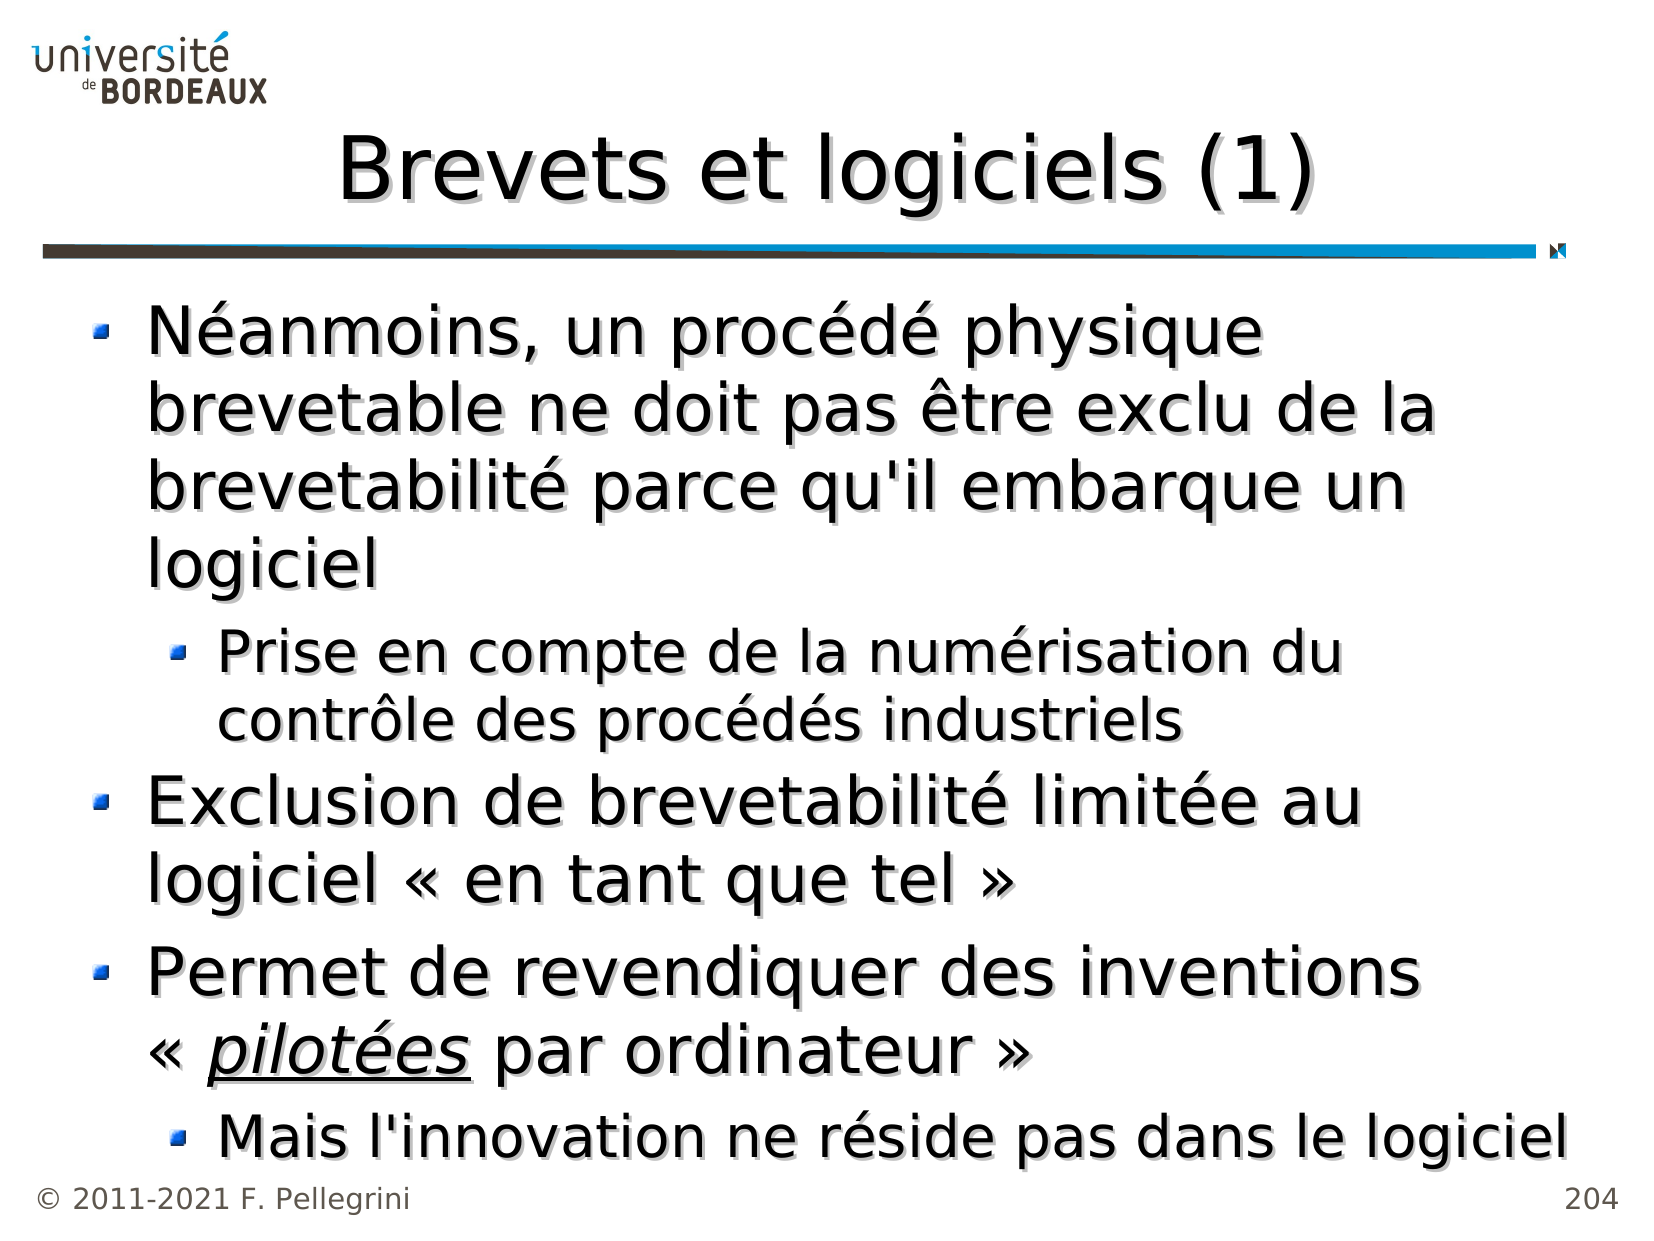 université
de BORDEAUX
Brevets et logiciels (1)
Néanmoins, un procédé physique
brevetable ne doit pas être exclu de la
brevetabilité parce qu'il embarque un
logiciel
Prise en compte de la numérisation du
contrôle des procédés industriels
Exclusion de brevetabilité limitée au
logiciel « en tant que tel »
Permet de revendiquer des inventions
« pilotées par ordinateur »
Mais l'innovation ne réside pas dans le logiciel
© 2011-2021 F. Pellegrini
204